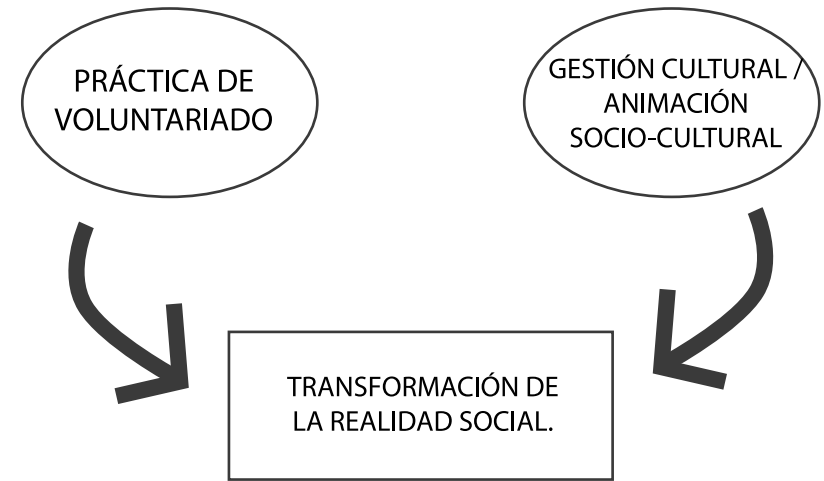 PRÁCTICA DE
VOLUNTARIADO
GESTIÓN CULTURAL /
ANIMACIÓN
SOCIO-CULTURAL
TRANSFORMACIÓN DE
LA REALIDAD SOCIAL.